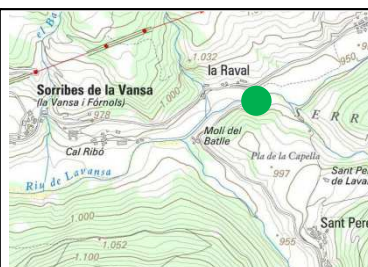 1.032
950
la Raval
Sorribes de la Vansa
(la Vansa i Fórnols)
1.000
978
SERR
Molí del
Batlle
Cal Ribó
Pla de la Capella
Riu de Lavansa
997
Sant Pe
de Lava
1.000
Sant Pere
1.052
955
1.100